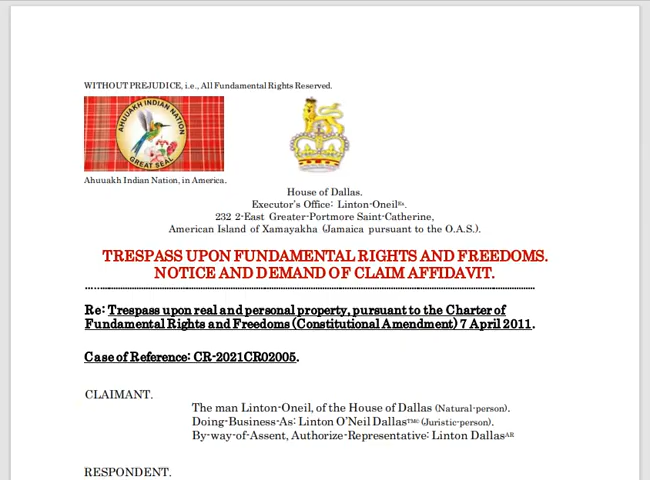 WITHOUT PREJUDICE, i.e., All Fundamental Rights Reserved.
AHUUAKH INDIAN NATION
GREAT SEAL
Ahuuakh Indian Nation, in America.
House of Dallas.
Executor's Office: Linton-Oneilᴱˣ.
232 2-East Greater-Portmore Saint-Catherine,
American Island of Xamayakha (Jamaica pursuant to the O.A.S.).
TRESPASS UPON FUNDAMENTAL RIGHTS AND FREEDOMS.
NOTICE AND DEMAND OF CLAIM AFFIDAVIT.
Re: Trespass upon real and personal property, pursuant to the Charter of
Fundamental Rights and Freedoms (Constitutional Amendment) 7 April 2011.
Case of Reference: CR-2021CR02005.
CLAIMANT.
The man Linton-Oneil, of the House of Dallas (Natural-person).
Doing-Business-As: Linton O'Neil Dallas™ᴱ (Juristic-person).
By-way-of-Assent, Authorize-Representative: Linton Dallasᴬᴿ
RESPONDENT.